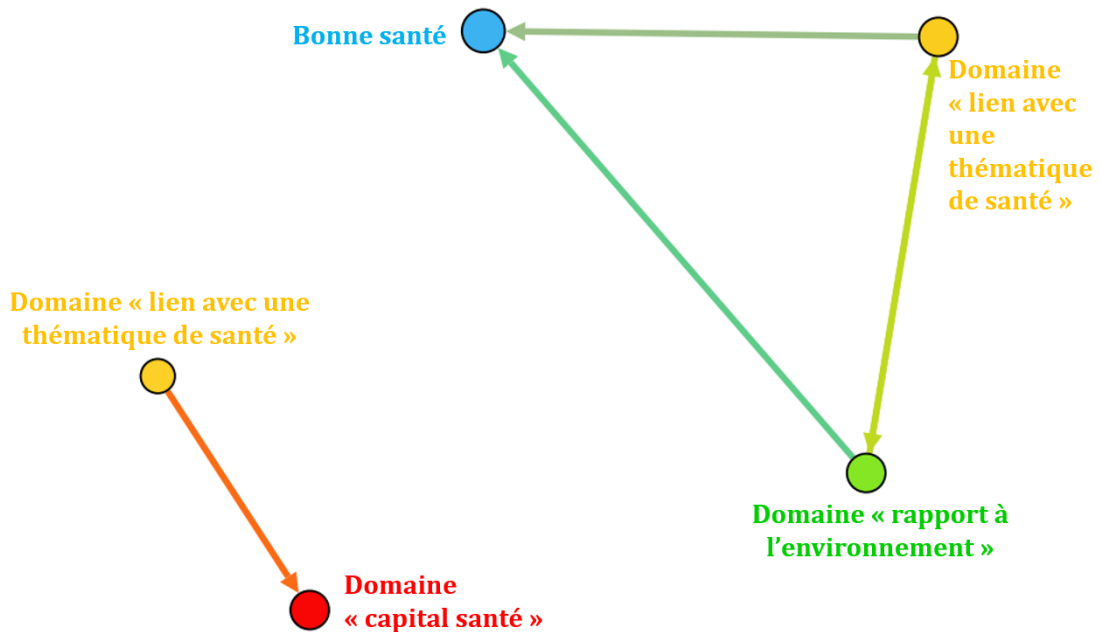 Bonne santé
Domaine
« lien avec
une
thématique
de santé »
Domaine « lien avec une
thématique de santé »
Domaine « rapport à
l’environnement »
Domaine
« capital santé »